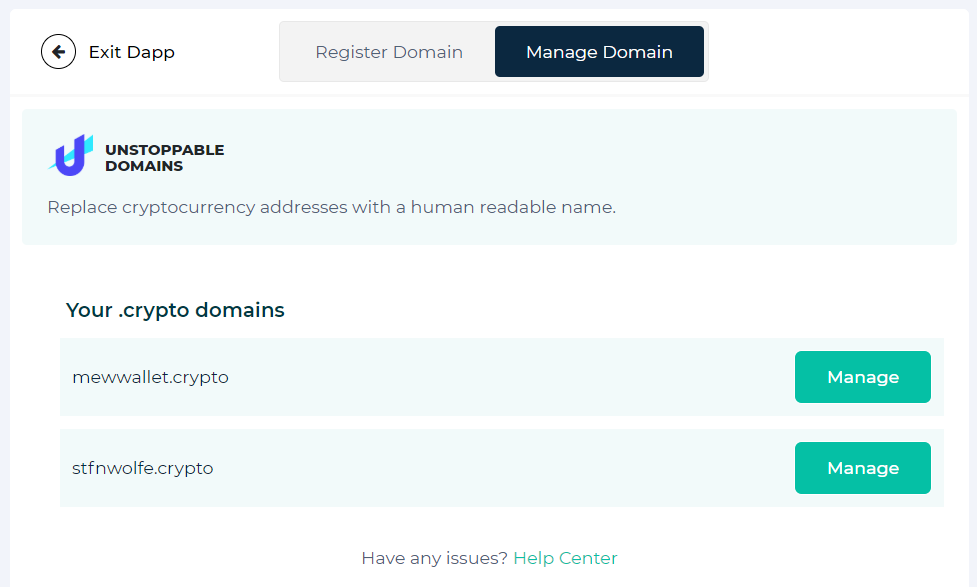 Exit Dapp
Register Domain
Manage Domain
UNSTOPPABLE
DOMAINS
Replace cryptocurrency addresses with a human readable name.
Your .crypto domains
mewwallet.crypto
Manage
stfnwolfe.crypto
Manage
Have any issues? Help Center